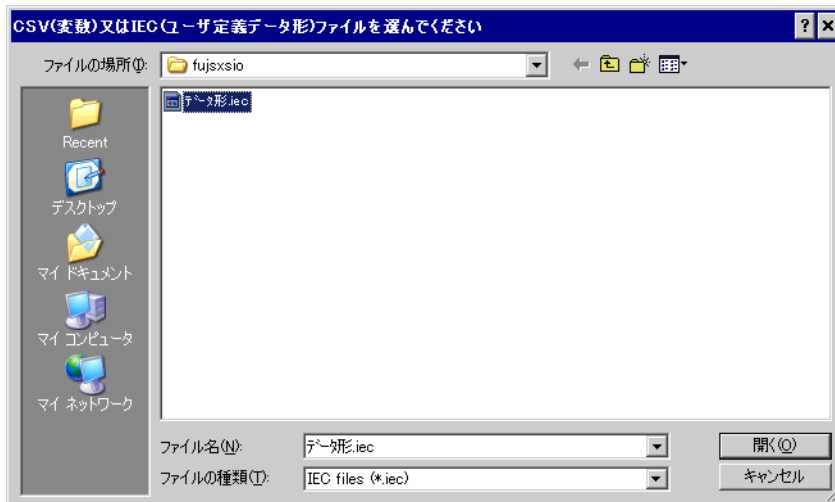 CSV(変数)又はIEC(ユーザ定義データ形)ファイルを選んでください
ファイルの場所(I):
fujsxsio
ﾃﾞｰﾀ形.iec
Recent
デスクトップ
マイ ドキュメント
マイ コンピュータ
マイ ネットワーク
ファイル名(N):
ﾃﾞｰﾀ形.iec
開く(O)
ファイルの種類(T):
IEC files (*.iec)
キャンセル